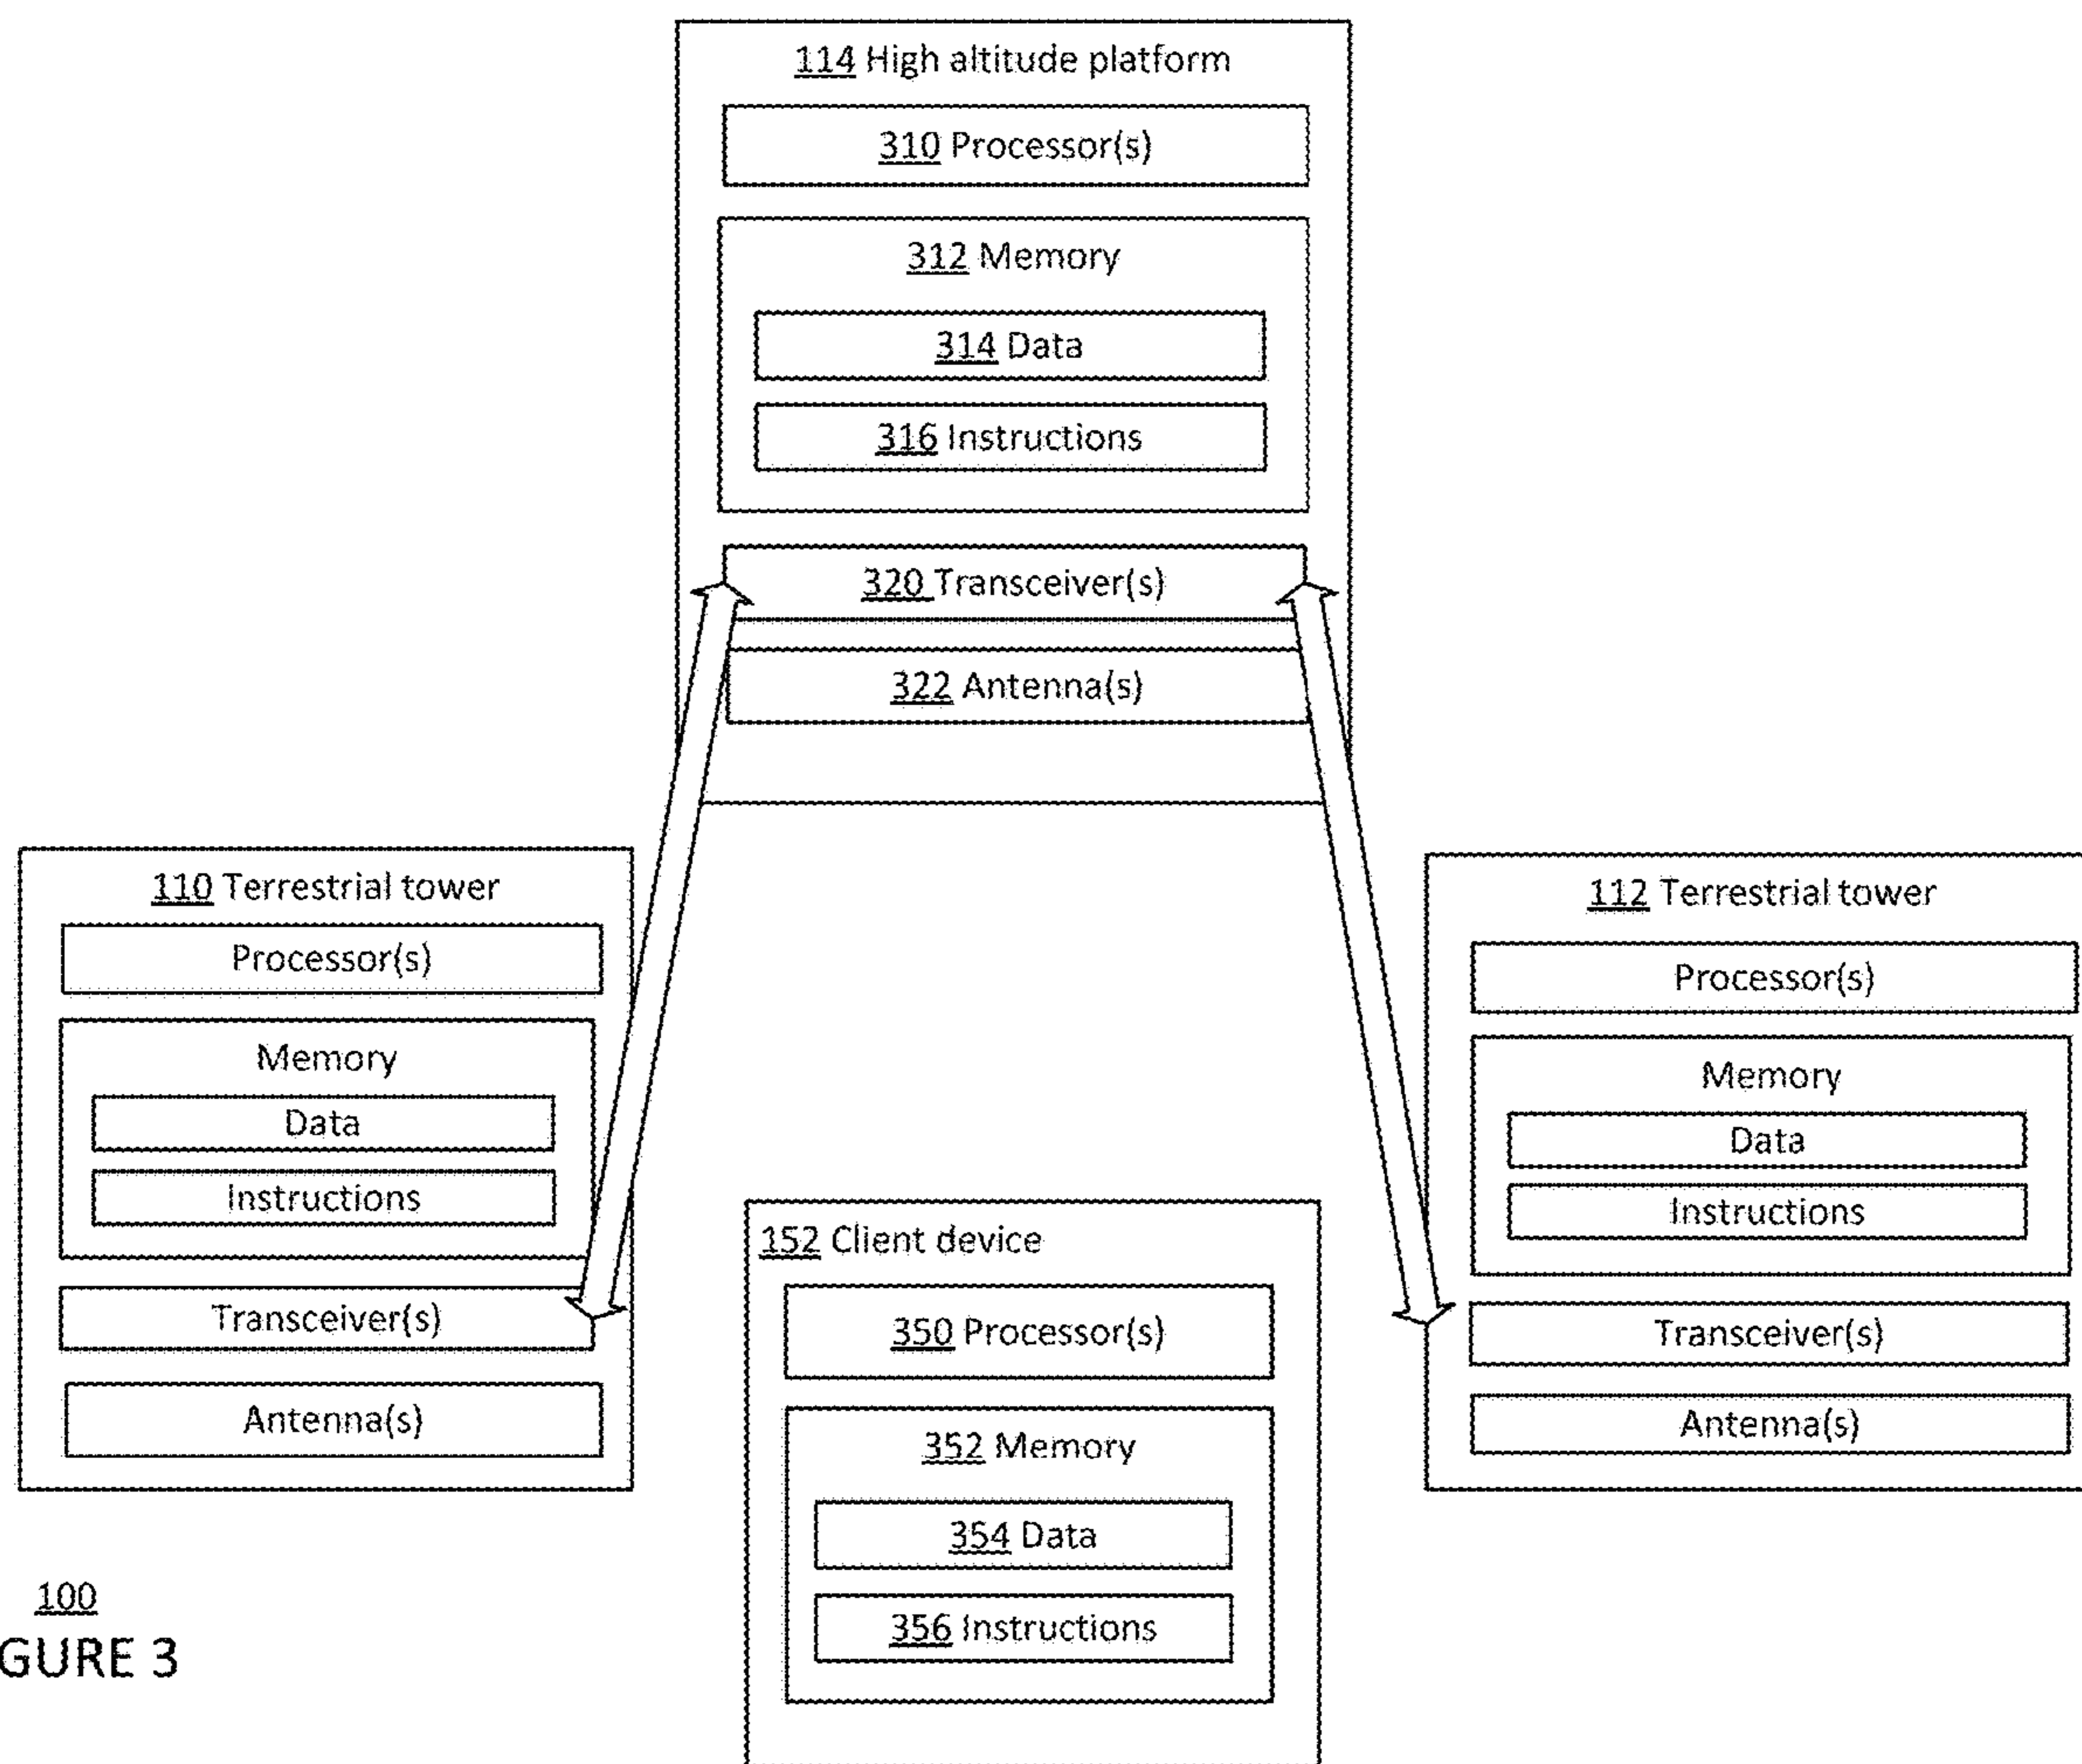 114 High altitude platform
310 Processor(s)
312 Memory
314 Data
316 Instructions
320 Transceiver(s)
322 Antenna(s)
110 Terrestrial tower
Processor(s)
Memory
Data
Instructions
Transceiver(s)
Antenna(s)
112 Terrestrial tower
Processor(s)
Memory
Data
Instructions
Transceiver(s)
Antenna(s)
152 Client device
350 Processor(s)
352 Memory
354 Data
356 Instructions
100
GURE 3